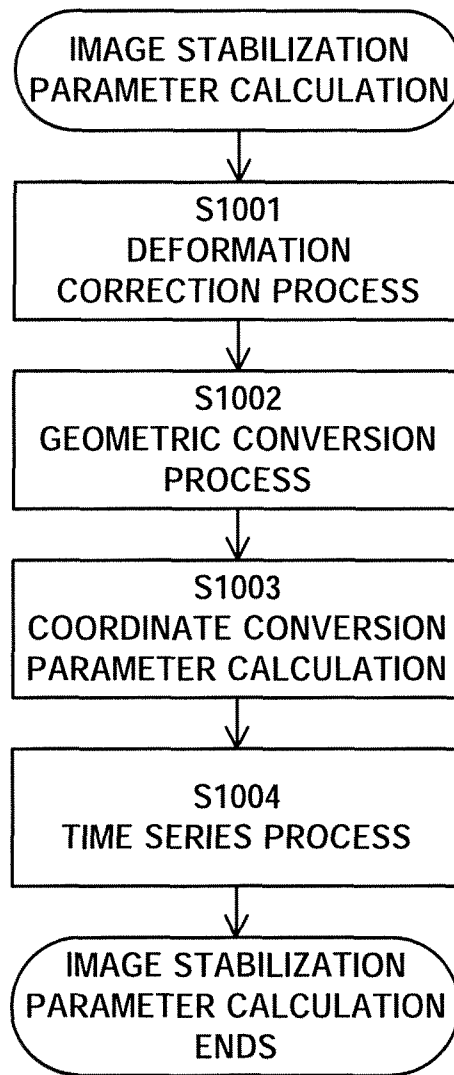 IMAGE STABILIZATION
PARAMETER CALCULATION
S1001
DEFORMATION
CORRECTION PROCESS
S1002
GEOMETRIC CONVERSION
PROCESS
S1003
COORDINATE CONVERSION
PARAMETER CALCULATION
S1004
TIME SERIES PROCESS
IMAGE STABILIZATION
PARAMETER CALCULATION
ENDS